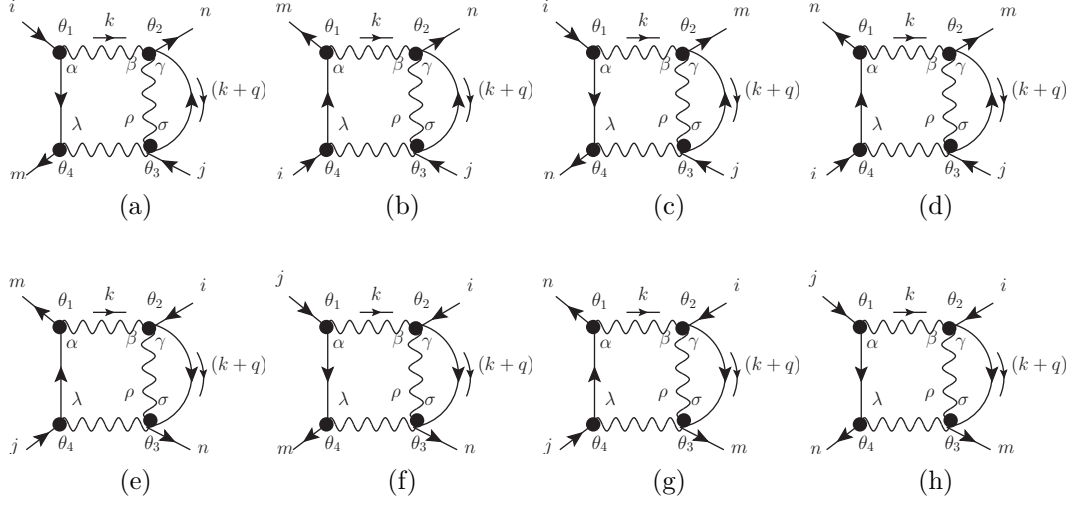 i θ₁ k θ₂ n
α β γ (k+q)
λ ρ σ
m θ₄ θ₃ j
(a)
m θ₁ k θ₂ n
α β γ (k+q)
λ ρ σ
i θ₄ θ₃ j
(b)
i θ₁ k θ₂ m
α β γ (k+q)
λ ρ σ
n θ₄ θ₃ j
(c)
n θ₁ k θ₂ m
α β γ (k+q)
λ ρ σ
i θ₄ θ₃ j
(d)
m θ₁ k θ₂ i
α β γ (k+q)
λ ρ σ
j θ₄ θ₃ n
(e)
j θ₁ k θ₂ i
α β γ (k+q)
λ ρ σ
m θ₄ θ₃ n
(f)
n θ₁ k θ₂ i
α β γ (k+q)
λ ρ σ
j θ₄ θ₃ m
(g)
j θ₁ k θ₂ i
α β γ (k+q)
λ ρ σ
n θ₄ θ₃ m
(h)